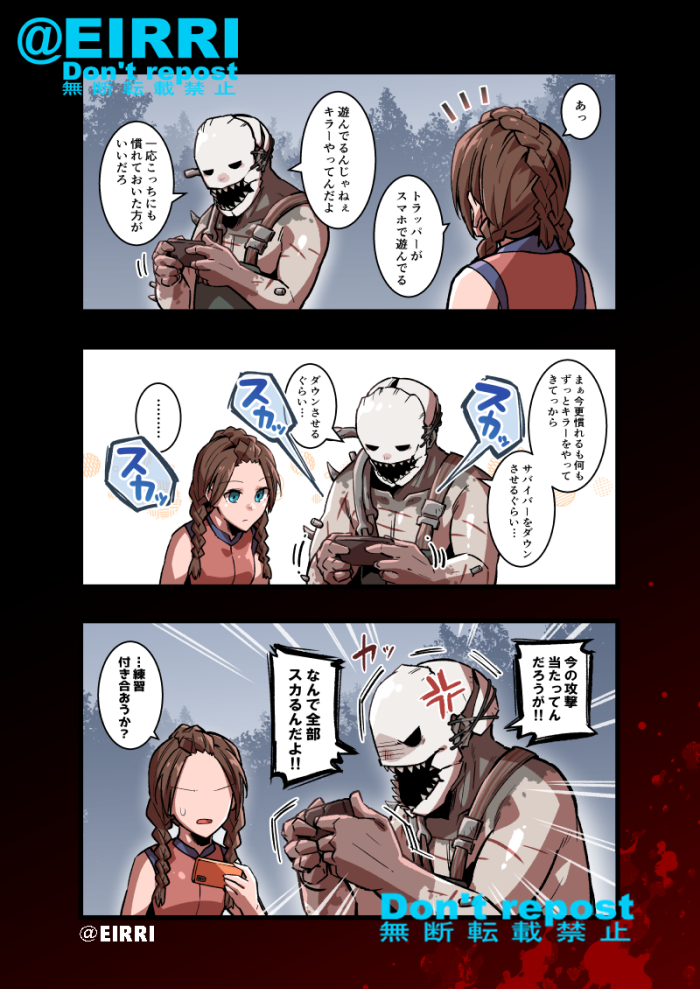 @EIRRI
Don't repost
無断転載禁止
あっ
トラッパーが
スマホで遊んでる
遊んでるんじゃねぇ
キラーやってんだよ
一応こっちにも
慣れておいた方が
いいだろ
まぁ今更慣れるも何も
ずっとキラーをやって
きてっから
サバイバーをダウン
させるぐらい…
スカッ
ダウンさせる
ぐらい…
スカッ
………
スカッ
今の攻撃
当たってん
だろうが!!
カッ
なんで全部
スカるんだよ!!
…練習
付き合おうか?
Don't repost
無断転載禁止
@EIRRI